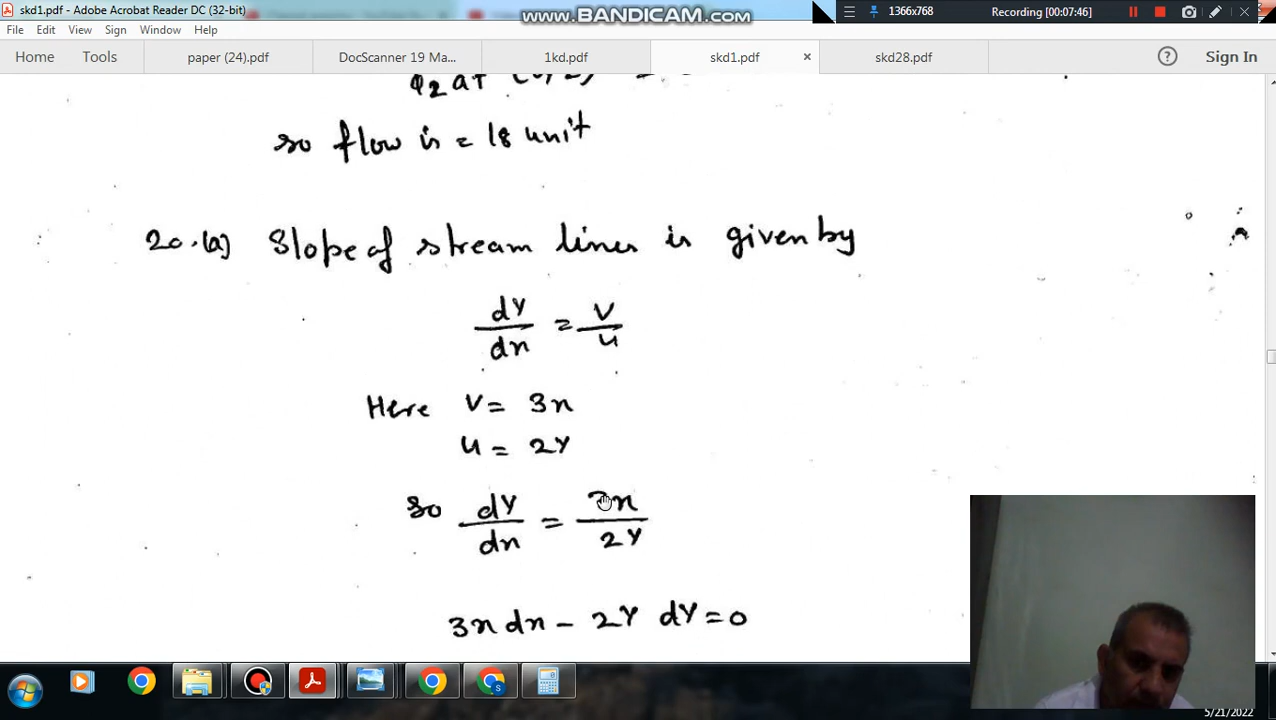 skd1.pdf - Adobe Acrobat Reader DC (32-bit)
www.BANDICAM.com
1366x768
Recording [00:07:46]
File Edit View Sign Window Help
Home Tools paper (24).pdf DocScanner 19 Ma... 1kd.pdf skd1.pdf × skd28.pdf Sign In
so flow is = 18 unit
20.(a) Slope of stream lines is given by
dy/dx = v/u
Here v = 3x
u = 2y
so dy/dx = 3x/2y
3x dx - 2y dy = 0
5/21/2022